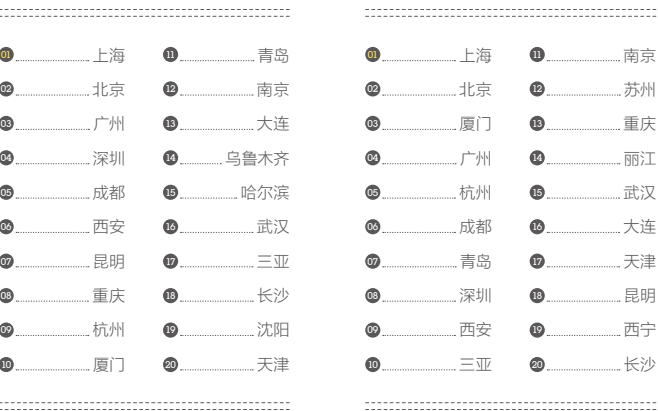 01 上海
02 北京
03 广州
04 深圳
05 成都
06 西安
07 昆明
08 重庆
09 杭州
10 厦门
11 青岛
12 南京
13 大连
14 乌鲁木齐
15 哈尔滨
16 武汉
17 三亚
18 长沙
19 沈阳
20 天津
01 上海
02 北京
03 厦门
04 广州
05 杭州
06 成都
07 青岛
08 深圳
09 西安
10 三亚
11 南京
12 苏州
13 重庆
14 丽江
15 武汉
16 大连
17 天津
18 昆明
19 西宁
20 长沙